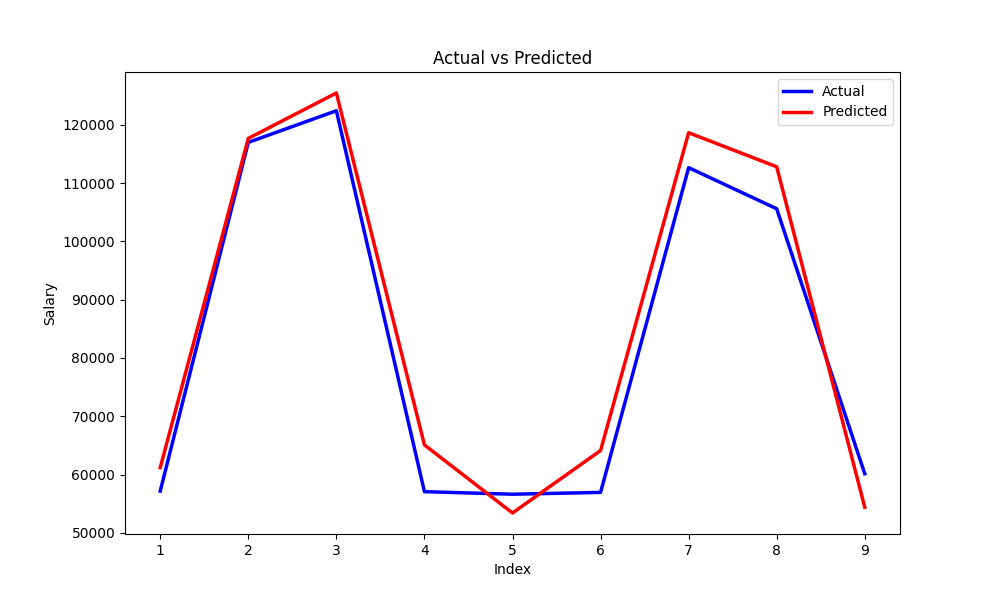 Actual vs Predicted
Actual
Predicted
120000
110000
100000
90000
80000
70000
60000
50000
Salary
1 2 3 4 5 6 7 8 9
Index